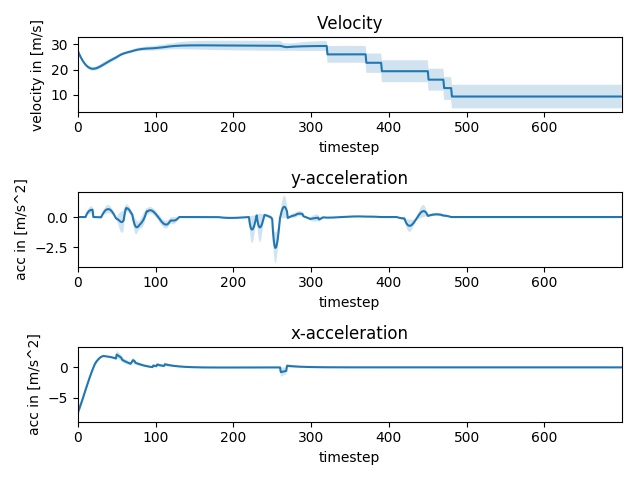 Velocity
velocity in [m/s]
30
20
10
0 100 200 300 400 500 600
timestep
y-acceleration
acc in [m/s^2]
0.0
−2.5
0 100 200 300 400 500 600
timestep
x-acceleration
acc in [m/s^2]
0
−5
0 100 200 300 400 500 600
timestep